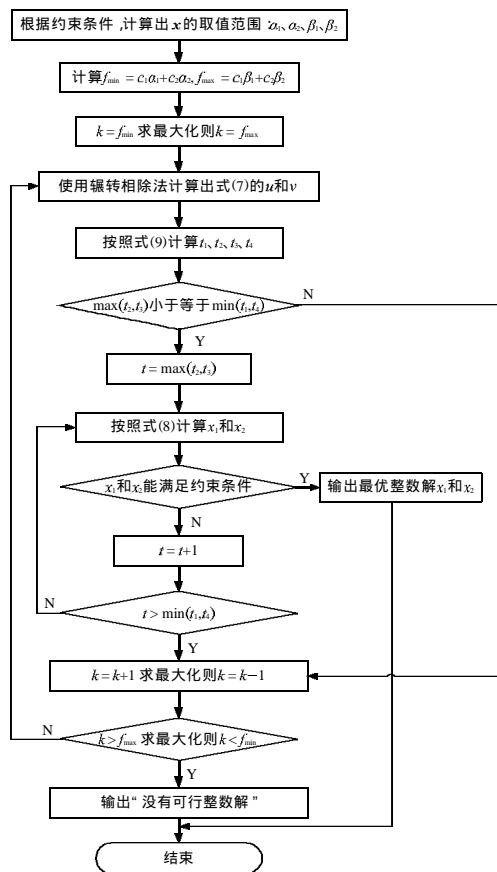 根据约束条件,计算出x的取值范围:α₁、α₂、β₁、β₂
计算f_min = c₁α₁+c₂α₂, f_max = c₁β₁+c₂β₂
k = f_min 求最大化则k = f_max
使用辗转相除法计算出式(7)的u和v
按照式(9)计算t₁、t₂、t₃、t₄
max(t₂,t₃)小于等于min(t₁,t₄)
N
Y
t = max(t₂,t₃)
按照式(8)计算x₁和x₂
x₁和x₂能满足约束条件
Y
输出最优整数解x₁和x₂
N
t = t+1
N
t > min(t₁,t₄)
Y
k = k+1 求最大化则k = k−1
N
k > f_max 求最大化则k < f_min
Y
输出“没有可行整数解”
结束